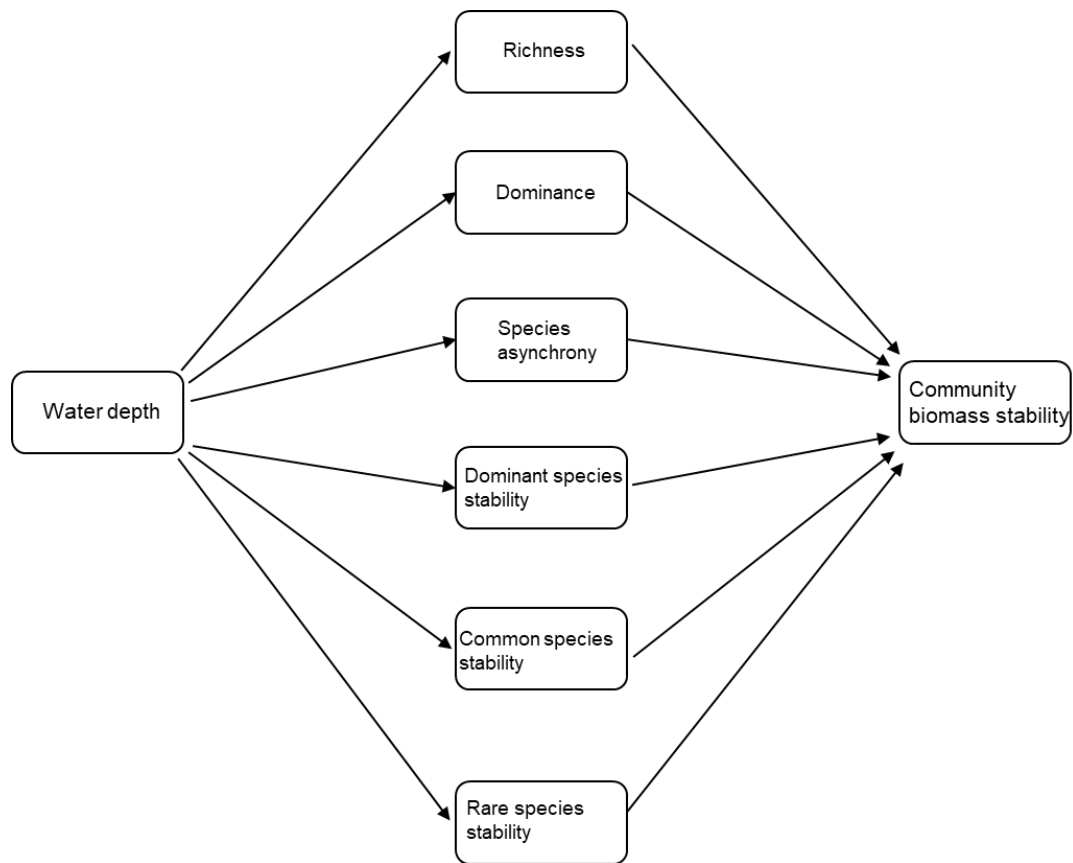 Richness
Dominance
Species
asynchrony
Water depth
Community
biomass stability
Dominant species
stability
Common species
stability
Rare species
stability